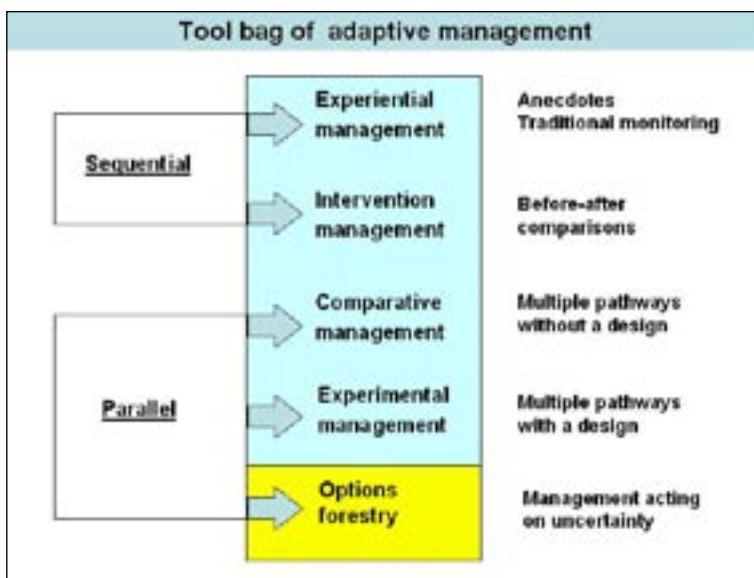 Tool bag of adaptive management
Sequential
Experiential
management
Anecdotes
Traditional monitoring
Intervention
management
Before-after
comparisons
Parallel
Comparative
management
Multiple pathways
without a design
Experimental
management
Multiple pathways
with a design
Options
forestry
Management acting
on uncertainty